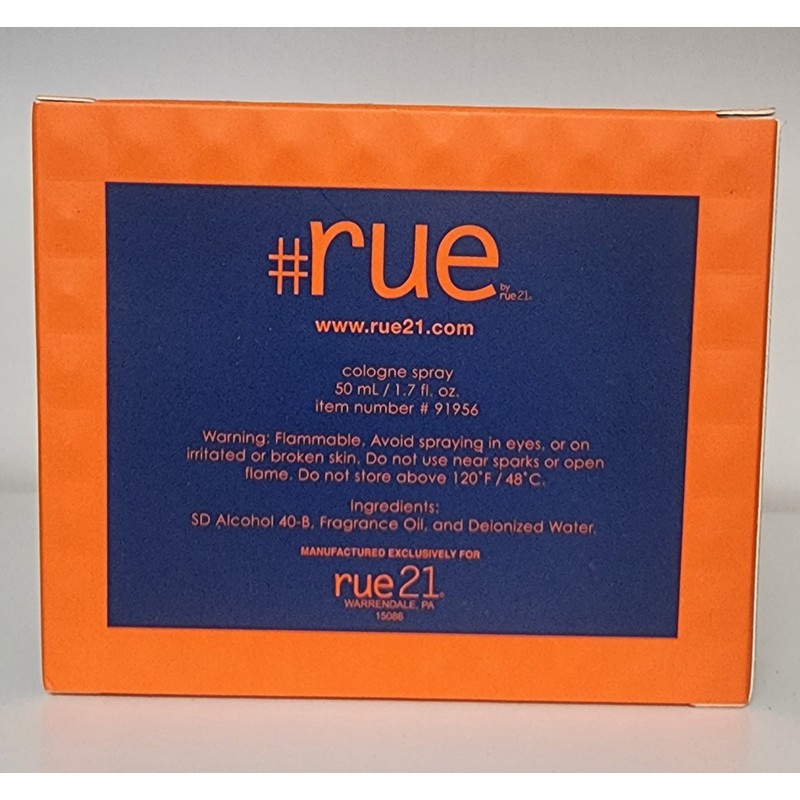 #rue by rue21®
www.rue21.com
cologne spray
50 mL / 1.7 fl. oz.
item number # 91956
Warning: Flammable. Avoid spraying in eyes, or on
irritated or broken skin. Do not use near sparks or open
flame. Do not store above 120°F / 48°C.
Ingredients:
SD Alcohol 40-B, Fragrance Oil, and Deionized Water.
MANUFACTURED EXCLUSIVELY FOR
rue21®
WARRENDALE, PA
15086